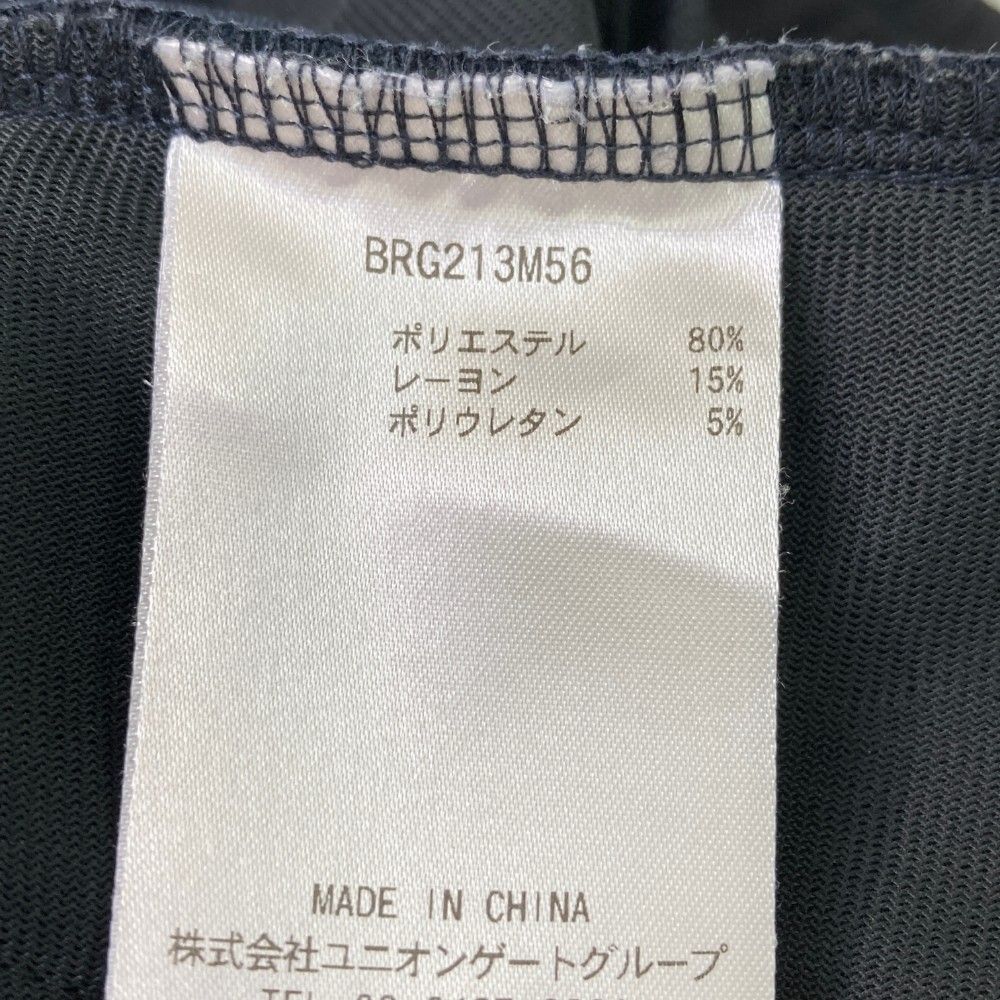 BRG213M56
ポリエステル 80%
レーヨン 15%
ポリウレタン 5%
MADE IN CHINA
株式会社ユニオンゲートグループ
TEL